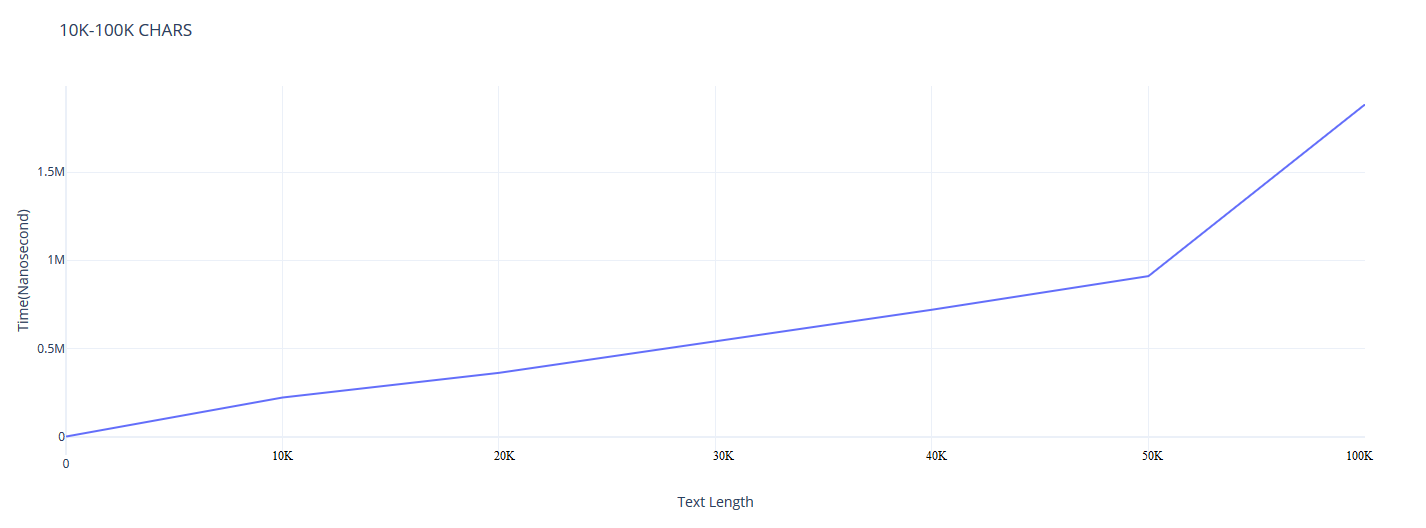 10K-100K CHARS
1.5M
1M
0.5M
0
Time(Nanosecond)
0
10K
20K
30K
40K
50K
100K
Text Length